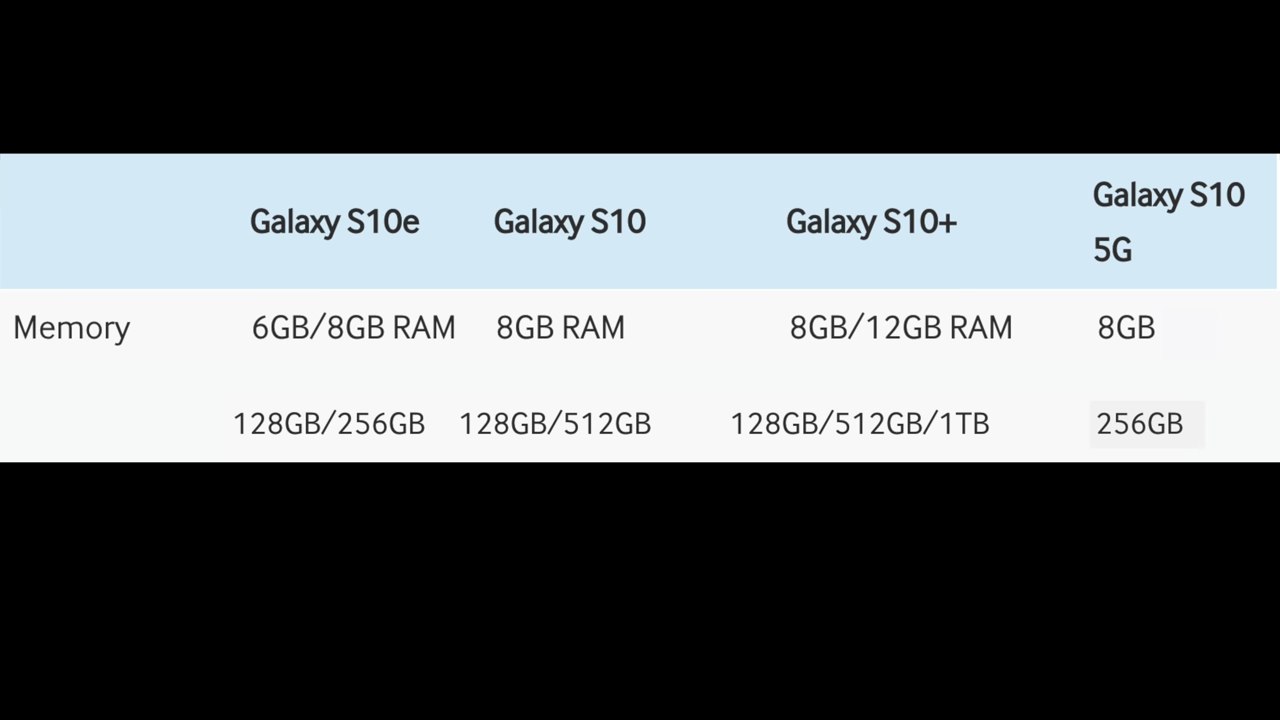 Galaxy S10e Galaxy S10 Galaxy S10+ Galaxy S10 5G
Memory 6GB/8GB RAM 8GB RAM 8GB/12GB RAM 8GB
128GB/256GB 128GB/512GB 128GB/512GB/1TB 256GB